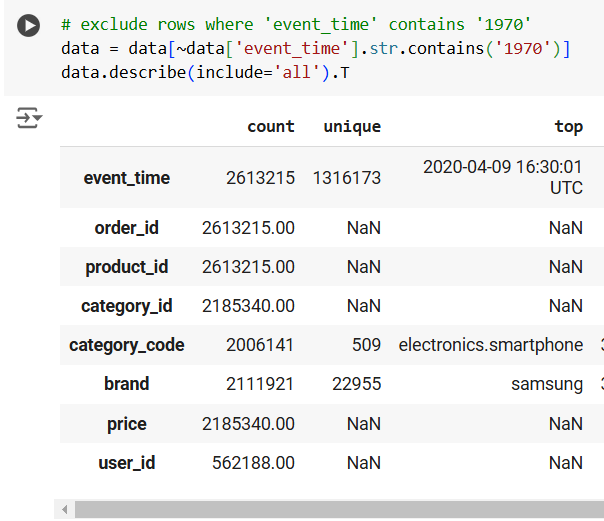 # exclude rows where 'event_time' contains '1970'
data = data[~data['event_time'].str.contains('1970')]
data.describe(include='all').T
count unique top
event_time 2613215 1316173 2020-04-09 16:30:01
UTC
order_id 2613215.00 NaN NaN
product_id 2613215.00 NaN NaN
category_id 2185340.00 NaN NaN
category_code 2006141 509 electronics.smartphone
brand 2111921 22955 samsung
price 2185340.00 NaN NaN
user_id 562188.00 NaN NaN